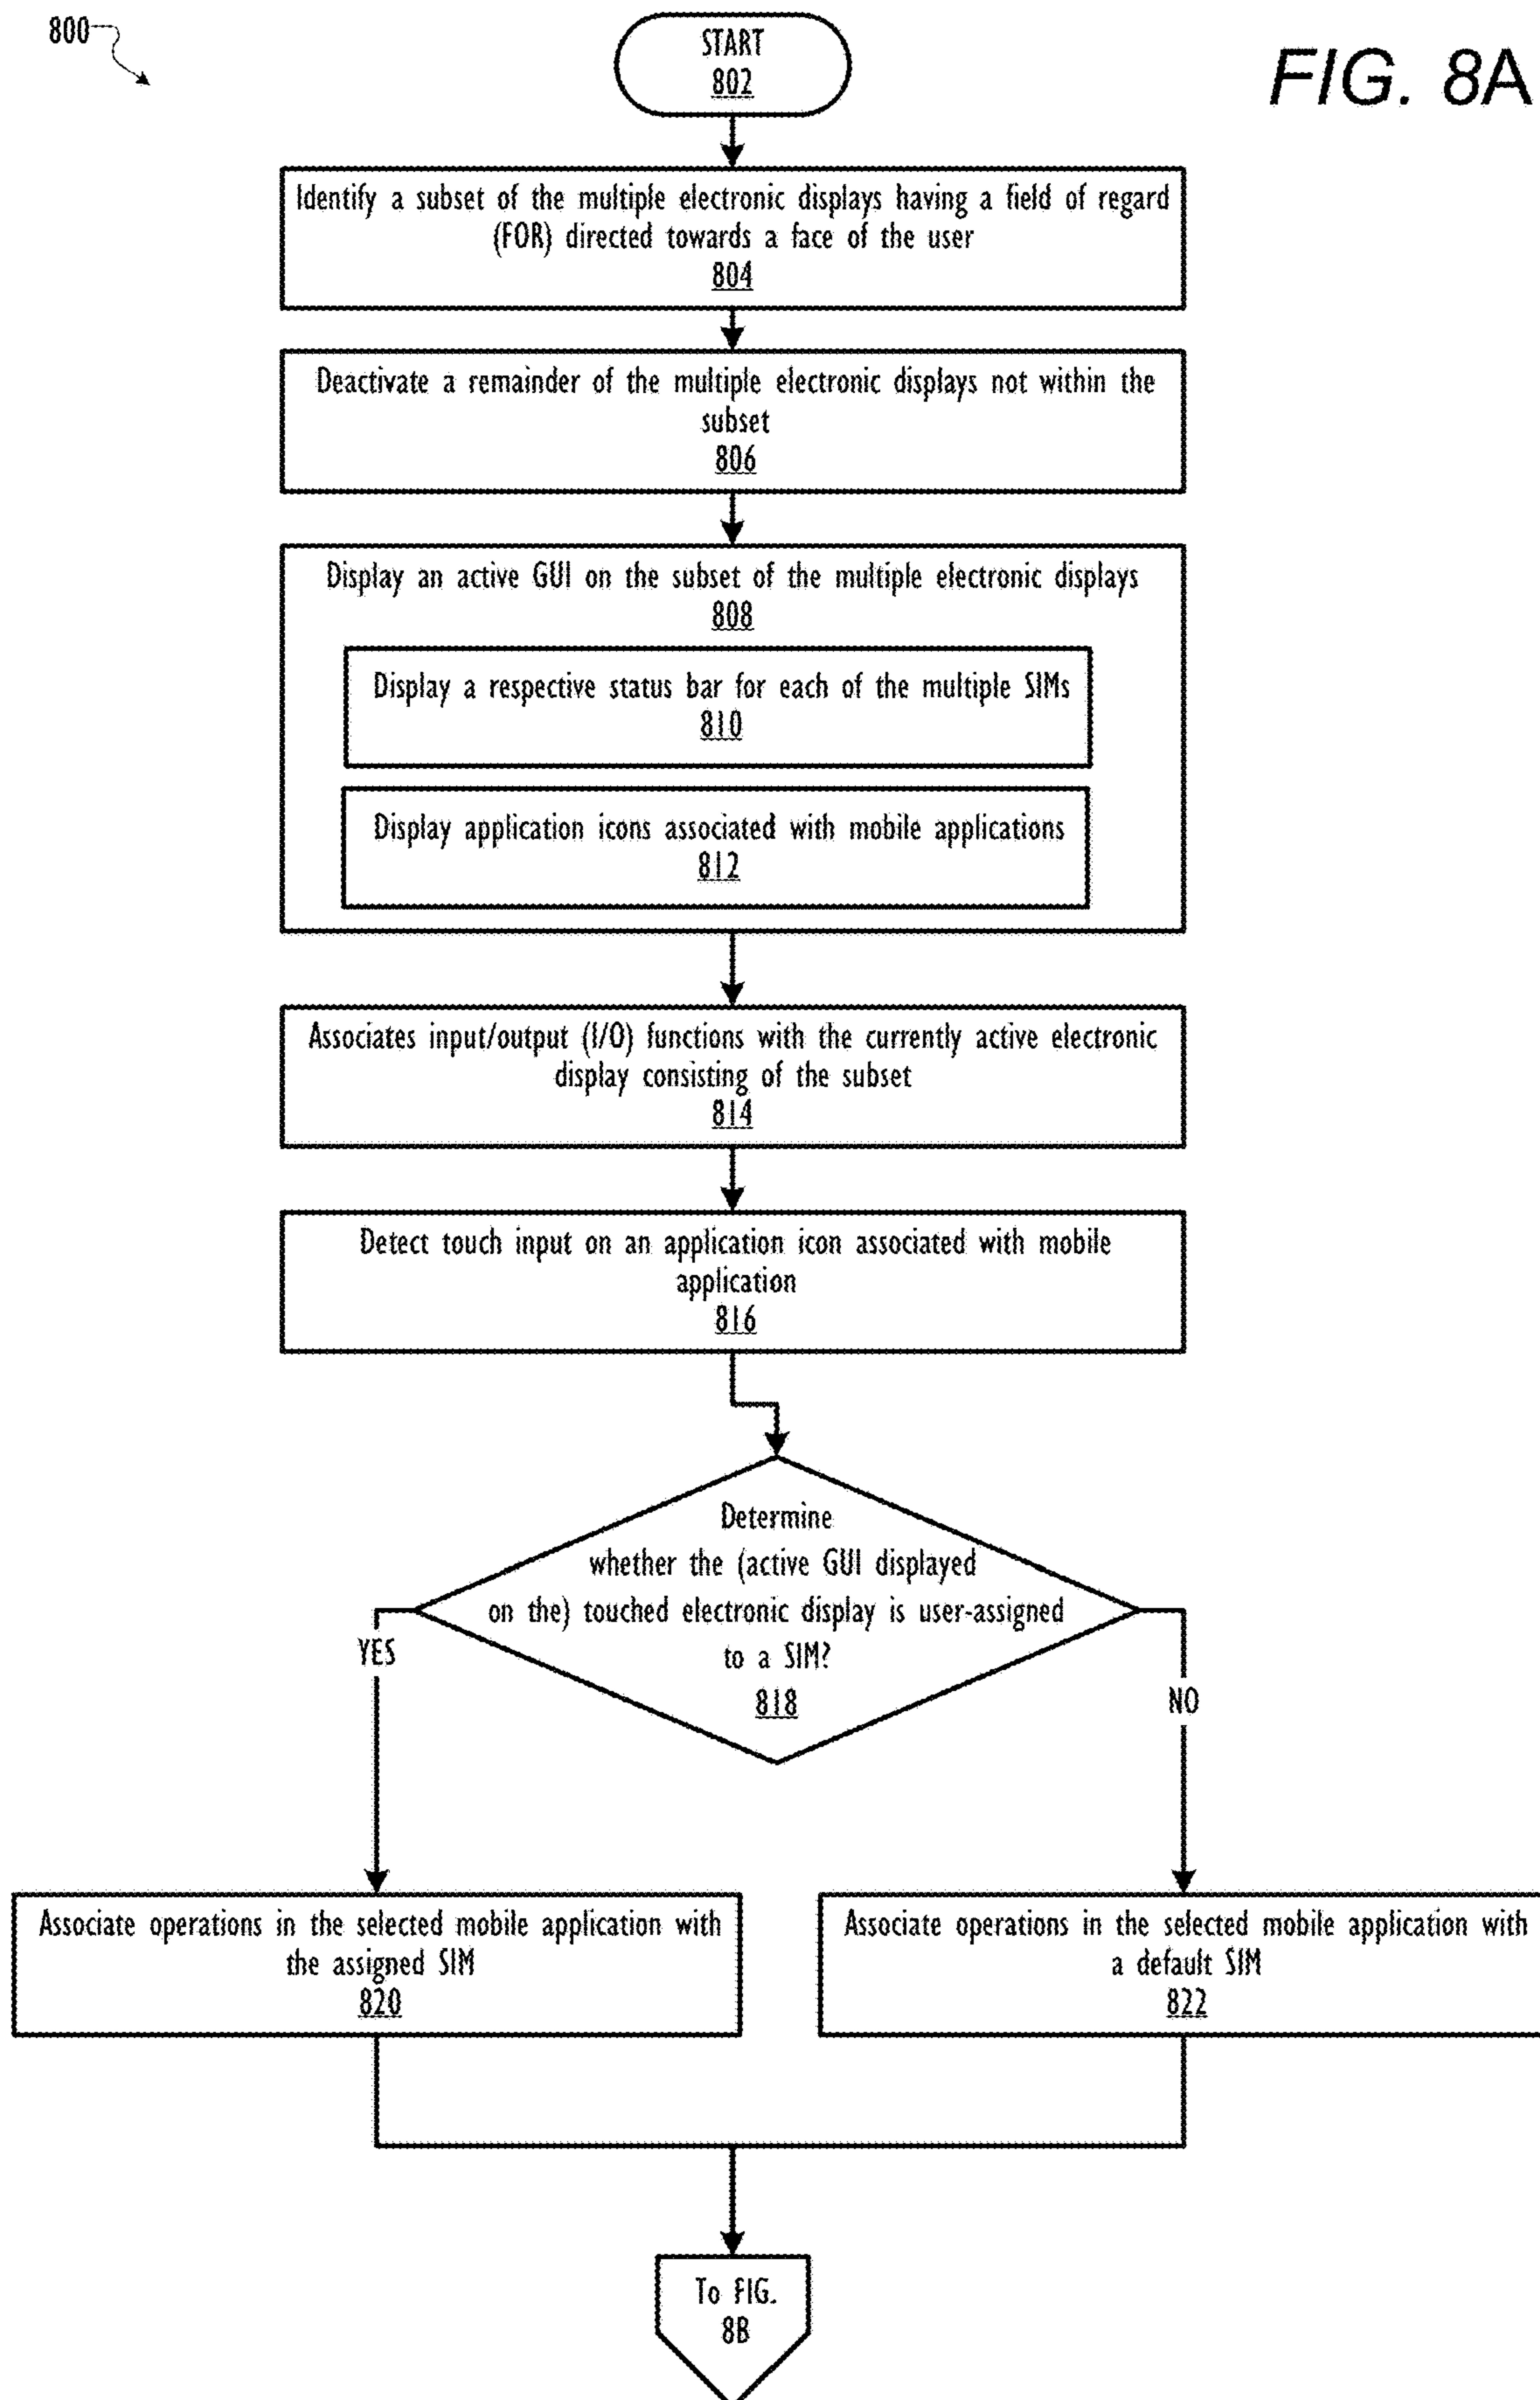 800
START
802
FIG. 8A
Identify a subset of the multiple electronic displays having a field of regard
(FOR) directed towards a face of the user
804
Deactivate a remainder of the multiple electronic displays not within the
subset
806
Display an active GUI on the subset of the multiple electronic displays
808
Display a respective status bar for each of the multiple SIMs
810
Display application icons associated with mobile applications
812
Associates input/output (I/O) functions with the currently active electronic
display consisting of the subset
814
Detect touch input on an application icon associated with mobile
application
816
Determine
whether the (active GUI displayed
on the) touched electronic display is user-assigned
to a SIM?
818
YES
NO
Associate operations in the selected mobile application with
the assigned SIM
820
Associate operations in the selected mobile application with
a default SIM
822
To FIG.
8B